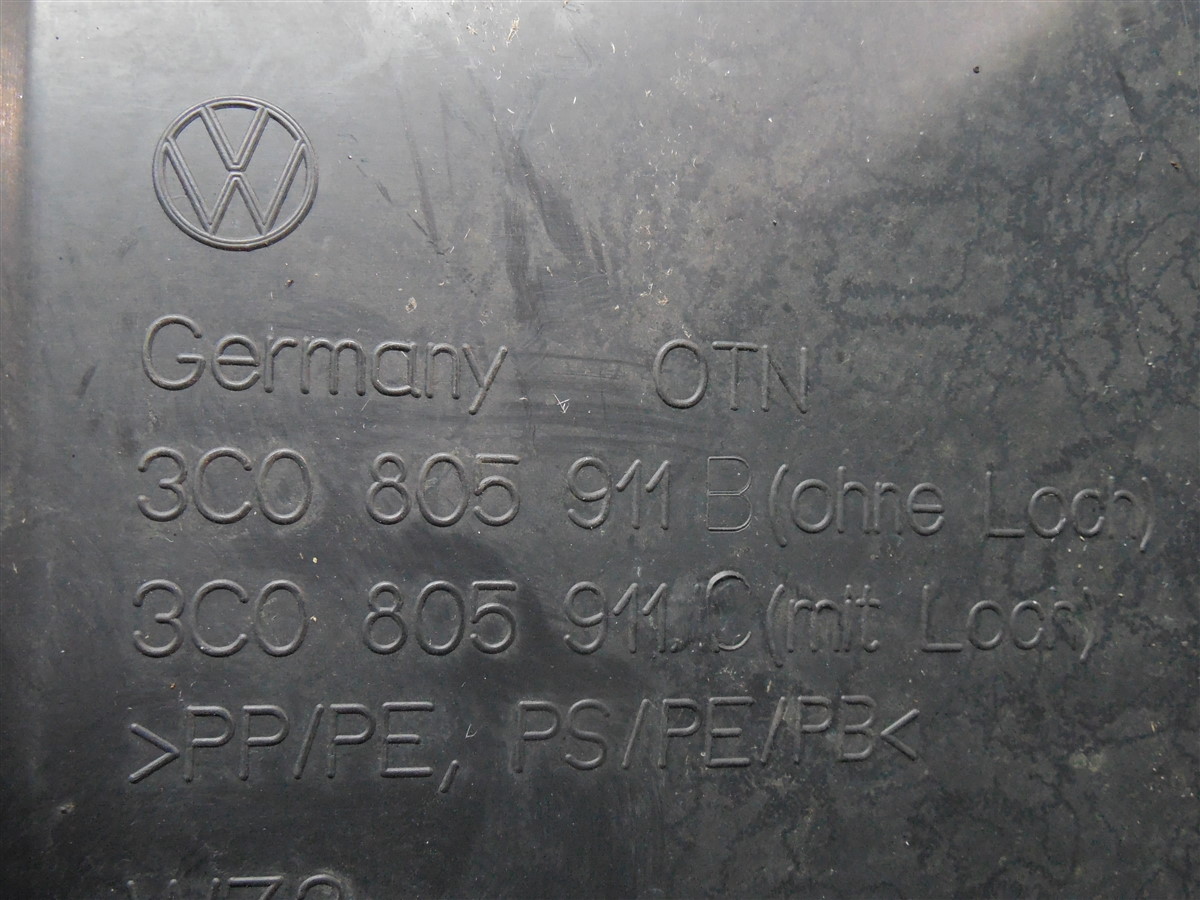 Germany OTN
3C0 805 911 B (ohne Loch)
3C0 805 911 C (mit Loch)
>PP/PE, PS/PE/PB<